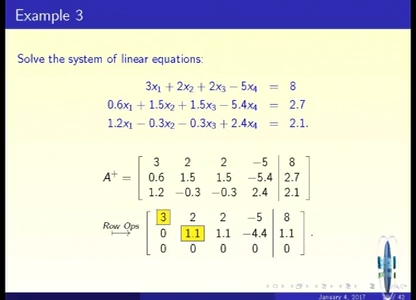 Example 3
Solve the system of linear equations:
3x₁ + 2x₂ + 2x₃ − 5x₄ = 8
0.6x₁ + 1.5x₂ + 1.5x₃ − 5.4x₄ = 2.7
1.2x₁ − 0.3x₂ − 0.3x₃ + 2.4x₄ = 2.1.
3 2 2 −5 8
A⁺ = 0.6 1.5 1.5 −5.4 2.7
1.2 −0.3 −0.3 2.4 2.1
Row Ops ⟼ 3 2 2 −5 8
0 1.1 1.1 −4.4 1.1
0 0 0 0 0 .
January 4, 2017 / 43